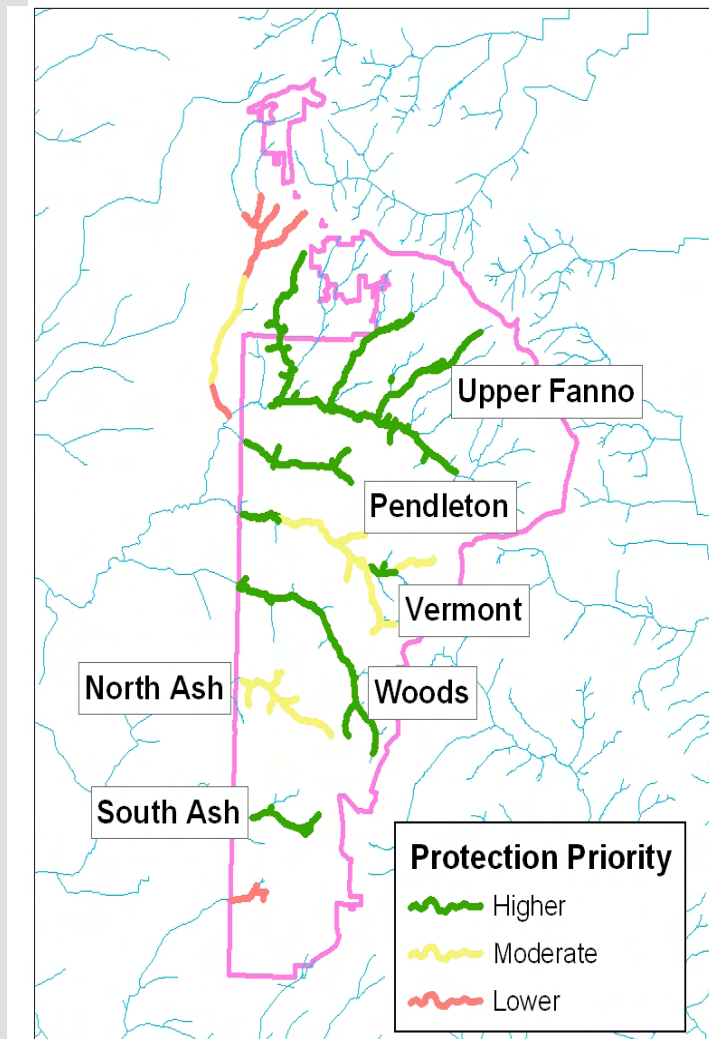 Upper Fanno
Pendleton
Vermont
North Ash
Woods
South Ash
Protection Priority
Higher
Moderate
Lower